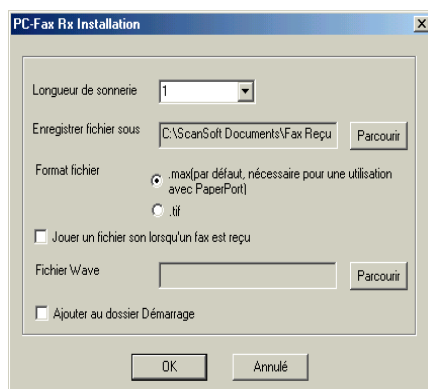 PC-Fax Rx Installation
Longueur de sonnerie 1
Enregistrer fichier sous C:\ScanSoft Documents\Fax Reçu Parcourir
Format fichier .max(par défaut, nécessaire pour une utilisation
avec PaperPort)
.tif
Jouer un fichier son lorsqu'un fax est reçu
Fichier Wave Parcourir
Ajouter au dossier Démarrage
OK Annulé